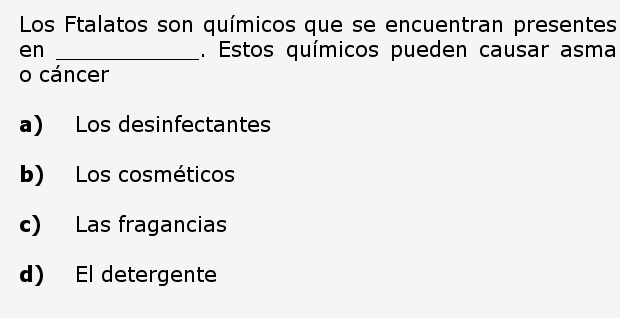 Los Ftalatos son químicos que se encuentran presentes
en _____________. Estos químicos pueden causar asma
o cáncer
a) Los desinfectantes
b) Los cosméticos
c) Las fragancias
d) El detergente